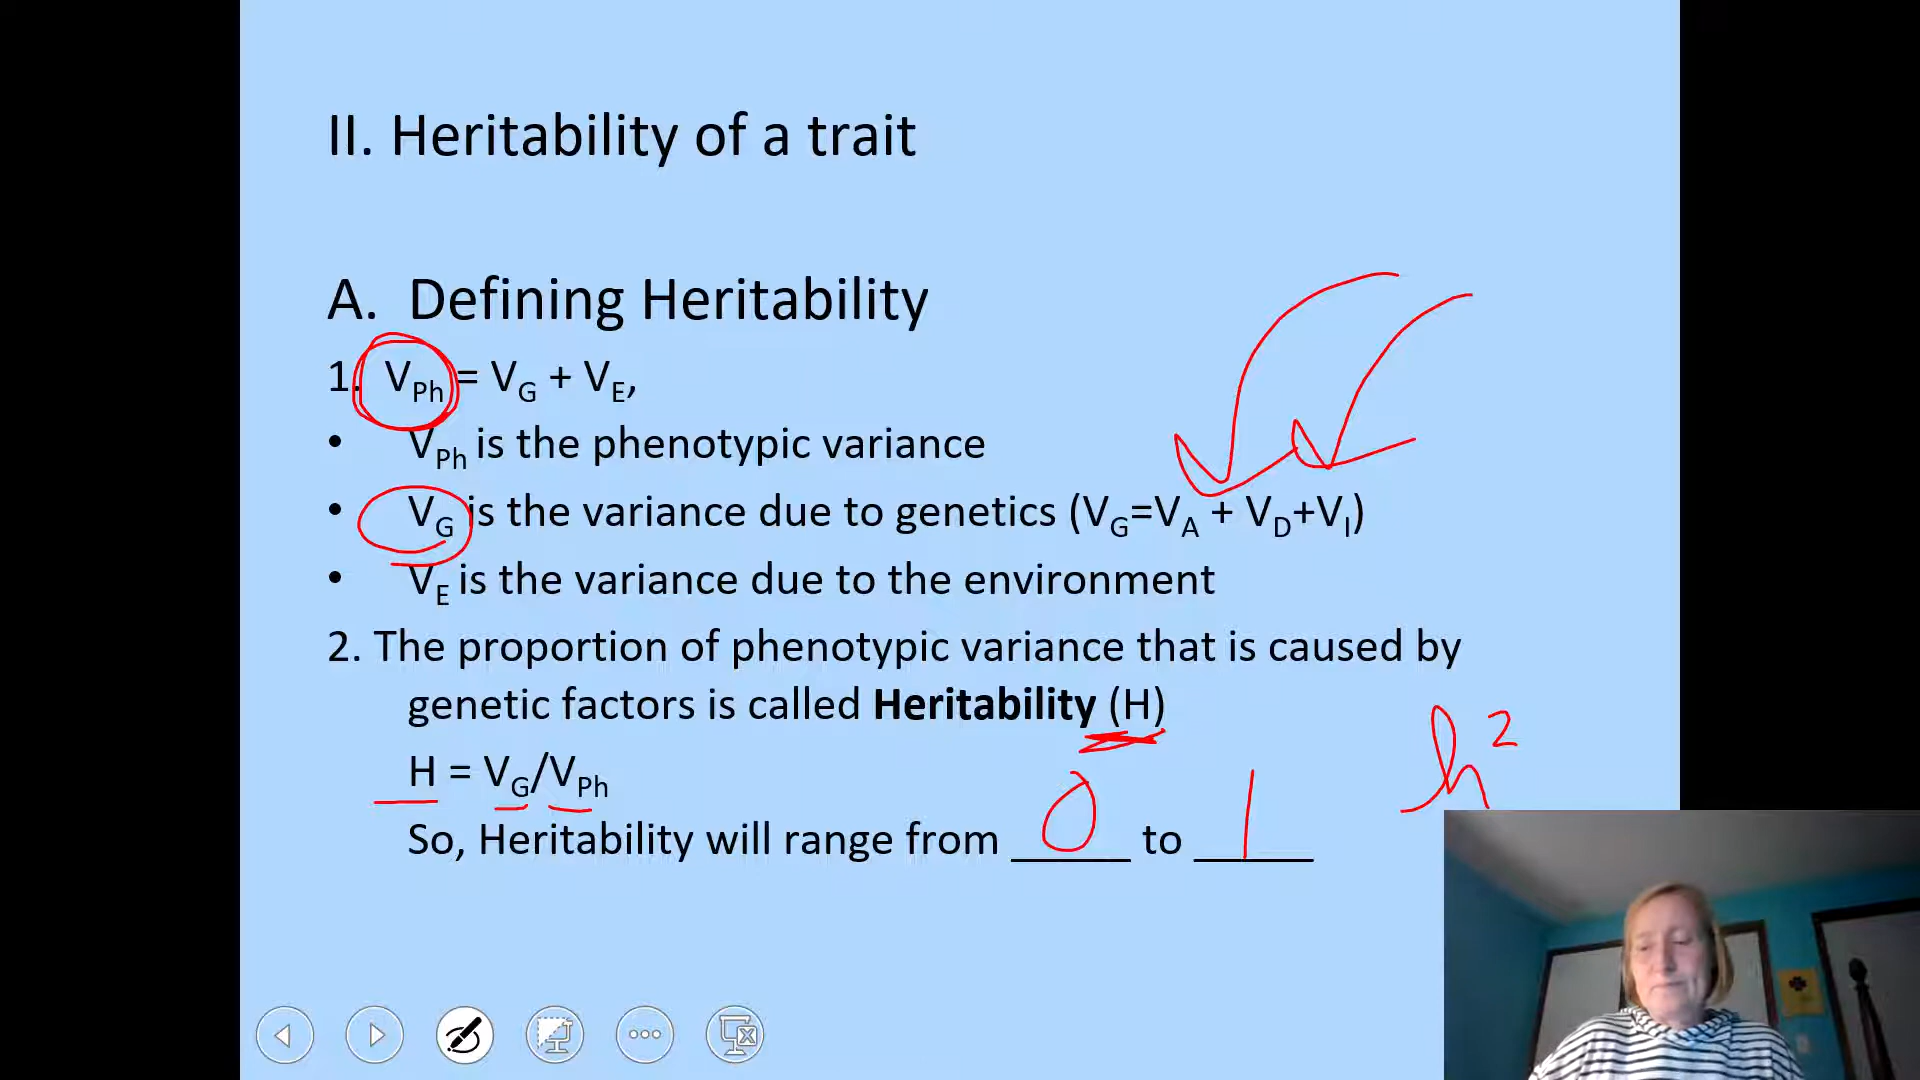 II. Heritability of a trait
A. Defining Heritability
1. VPh = VG + VE,
• VPh is the phenotypic variance
• VG is the variance due to genetics (VG=VA + VD+VI)
• VE is the variance due to the environment
2. The proportion of phenotypic variance that is caused by
genetic factors is called Heritability (H)
h²
H = VG/VPh
So, Heritability will range from __0__ to __1__